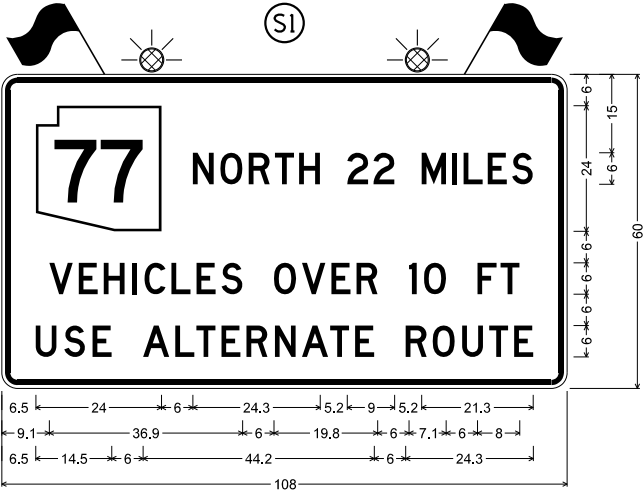 S1
77 NORTH 22 MILES
VEHICLES OVER 10 FT
USE ALTERNATE ROUTE
6
15
24
6
60
6
6
6
6
6.5 24 6 24.3 5.2 9 5.2 21.3
9.1 36.9 6 19.8 6 7.1 6 8
6.5 14.5 6 44.2 6 24.3
108